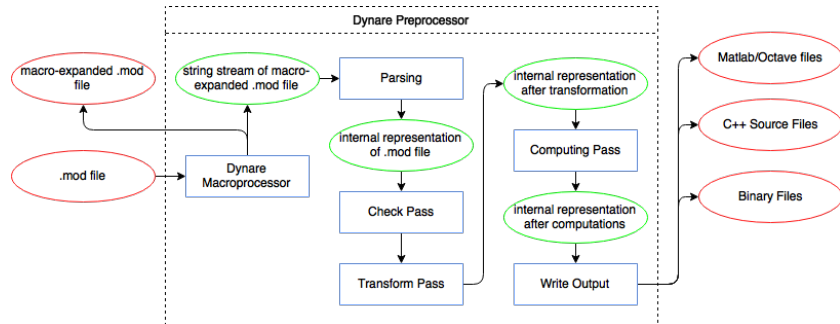 Dynare Preprocessor
macro-expanded .mod
file
string stream of macro-
expanded .mod file
Parsing
internal representation
after transformation
Matlab/Octave files
C++ Source Files
internal representation
of .mod file
Computing Pass
.mod file
Dynare
Macroprocessor
Check Pass
internal representation
after computations
Binary Files
Transform Pass
Write Output